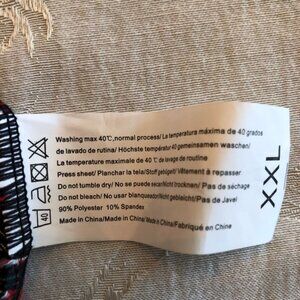 Washing max 40℃,normal process/ La temperatura máxima de 40 grados
de lavado de rutina/ Höchste temperatur 40 gemeinsamen waschen/
La temperature maximale de 40 ℃ de lavage de routine
Press sheet/ Planchar la tela/Stoff gebügelt/ Vêtement à repasser
Do not tumble dry/ No se puede secar/Nicht trocknen/ Pas de séchage
Do not bleach/ No usar blanqueador/Nicht bleichen/ Pas de Javel
90% Polyester 10% Spandex
Made in China/Made in China/Made in China/Fabriqué en China
40
XXL